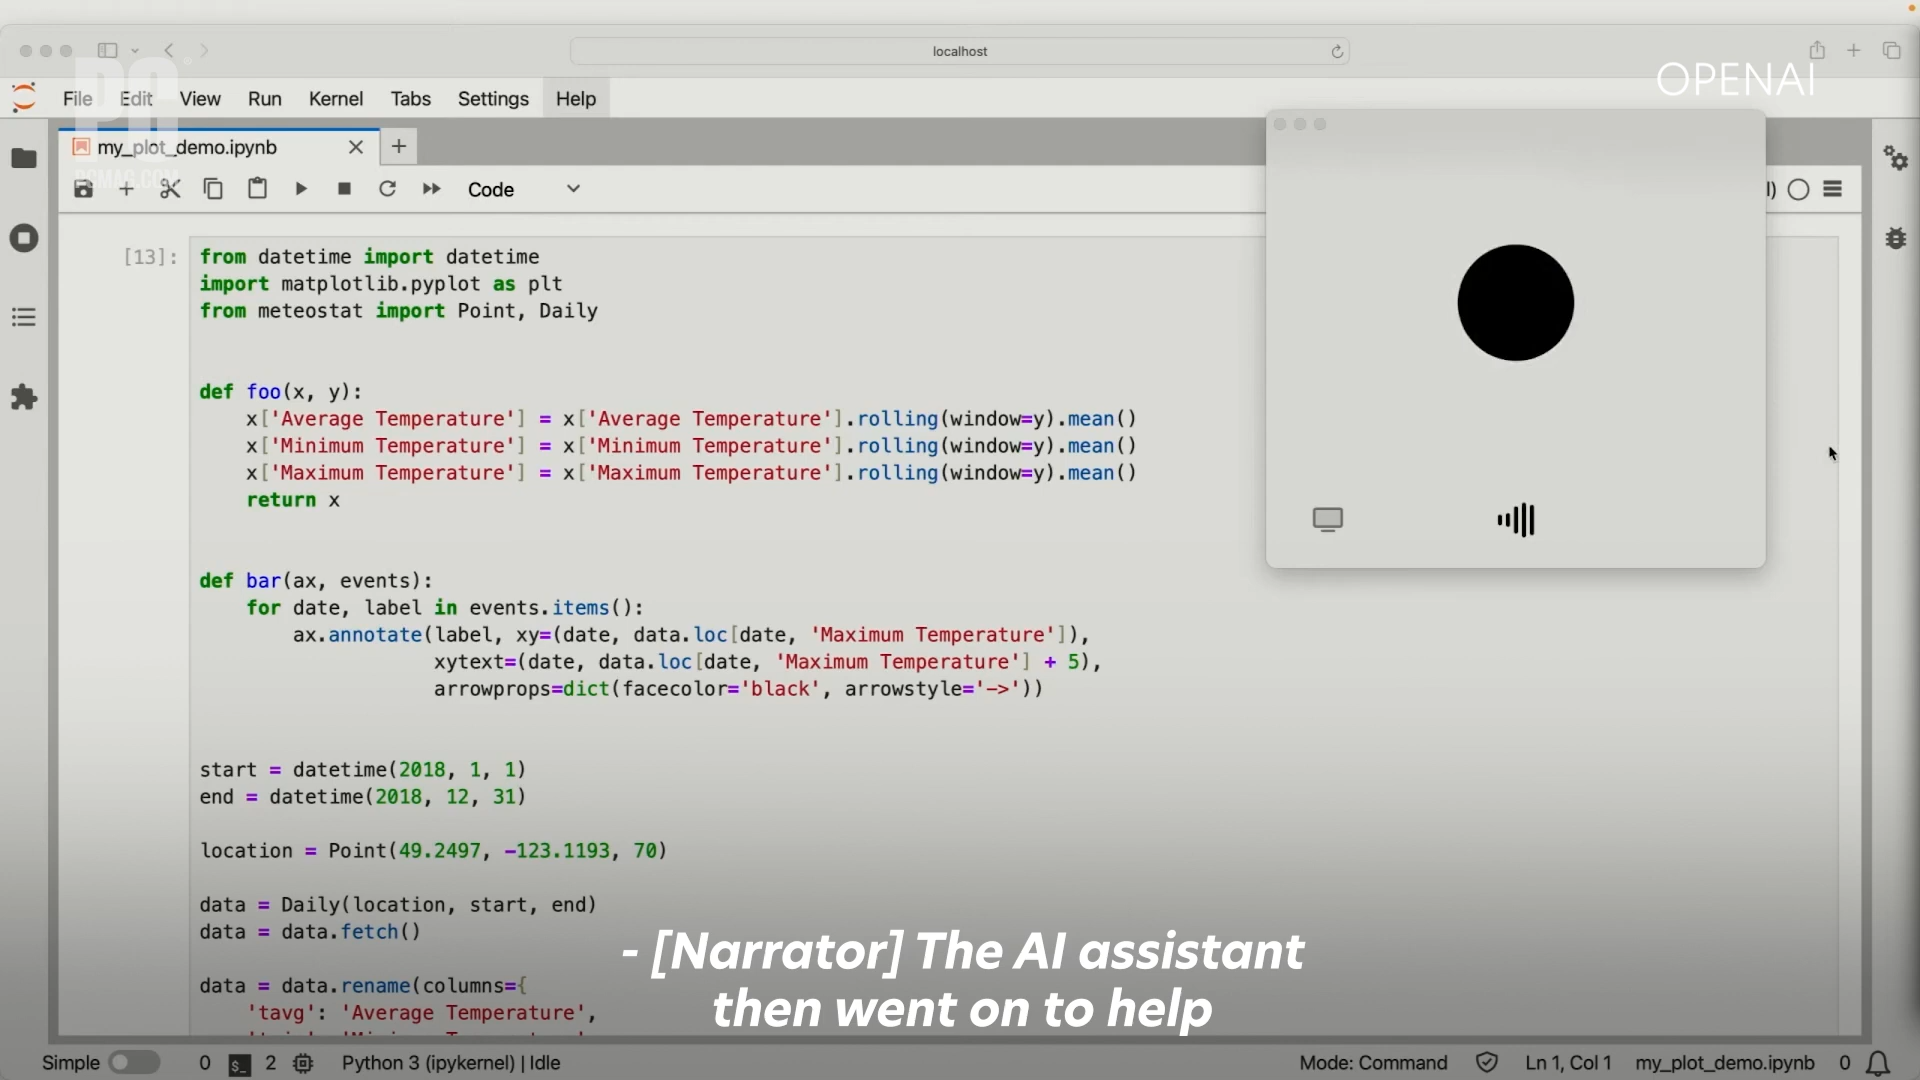 localhost
OPENAI
PC
PCMAG.COM
File Edit View Run Kernel Tabs Settings Help
my_plot_demo.ipynb
Code
[13]:
from datetime import datetime
import matplotlib.pyplot as plt
from meteostat import Point, Daily
def foo(x, y):
x['Average Temperature'] = x['Average Temperature'].rolling(window=y).mean()
x['Minimum Temperature'] = x['Minimum Temperature'].rolling(window=y).mean()
x['Maximum Temperature'] = x['Maximum Temperature'].rolling(window=y).mean()
return x
def bar(ax, events):
for date, label in events.items():
ax.annotate(label, xy=(date, data.loc[date, 'Maximum Temperature']),
xytext=(date, data.loc[date, 'Maximum Temperature'] + 5),
arrowprops=dict(facecolor='black', arrowstyle='->'))
start = datetime(2018, 1, 1)
end = datetime(2018, 12, 31)
location = Point(49.2497, -123.1193, 70)
data = Daily(location, start, end)
data = data.fetch()
data = data.rename(columns={
'tavg': 'Average Temperature',
- [Narrator] The AI assistant
then went on to help
Simple 0 $_ 2 Python 3 (ipykernel) | Idle Mode: Command Ln 1, Col 1 my_plot_demo.ipynb 0